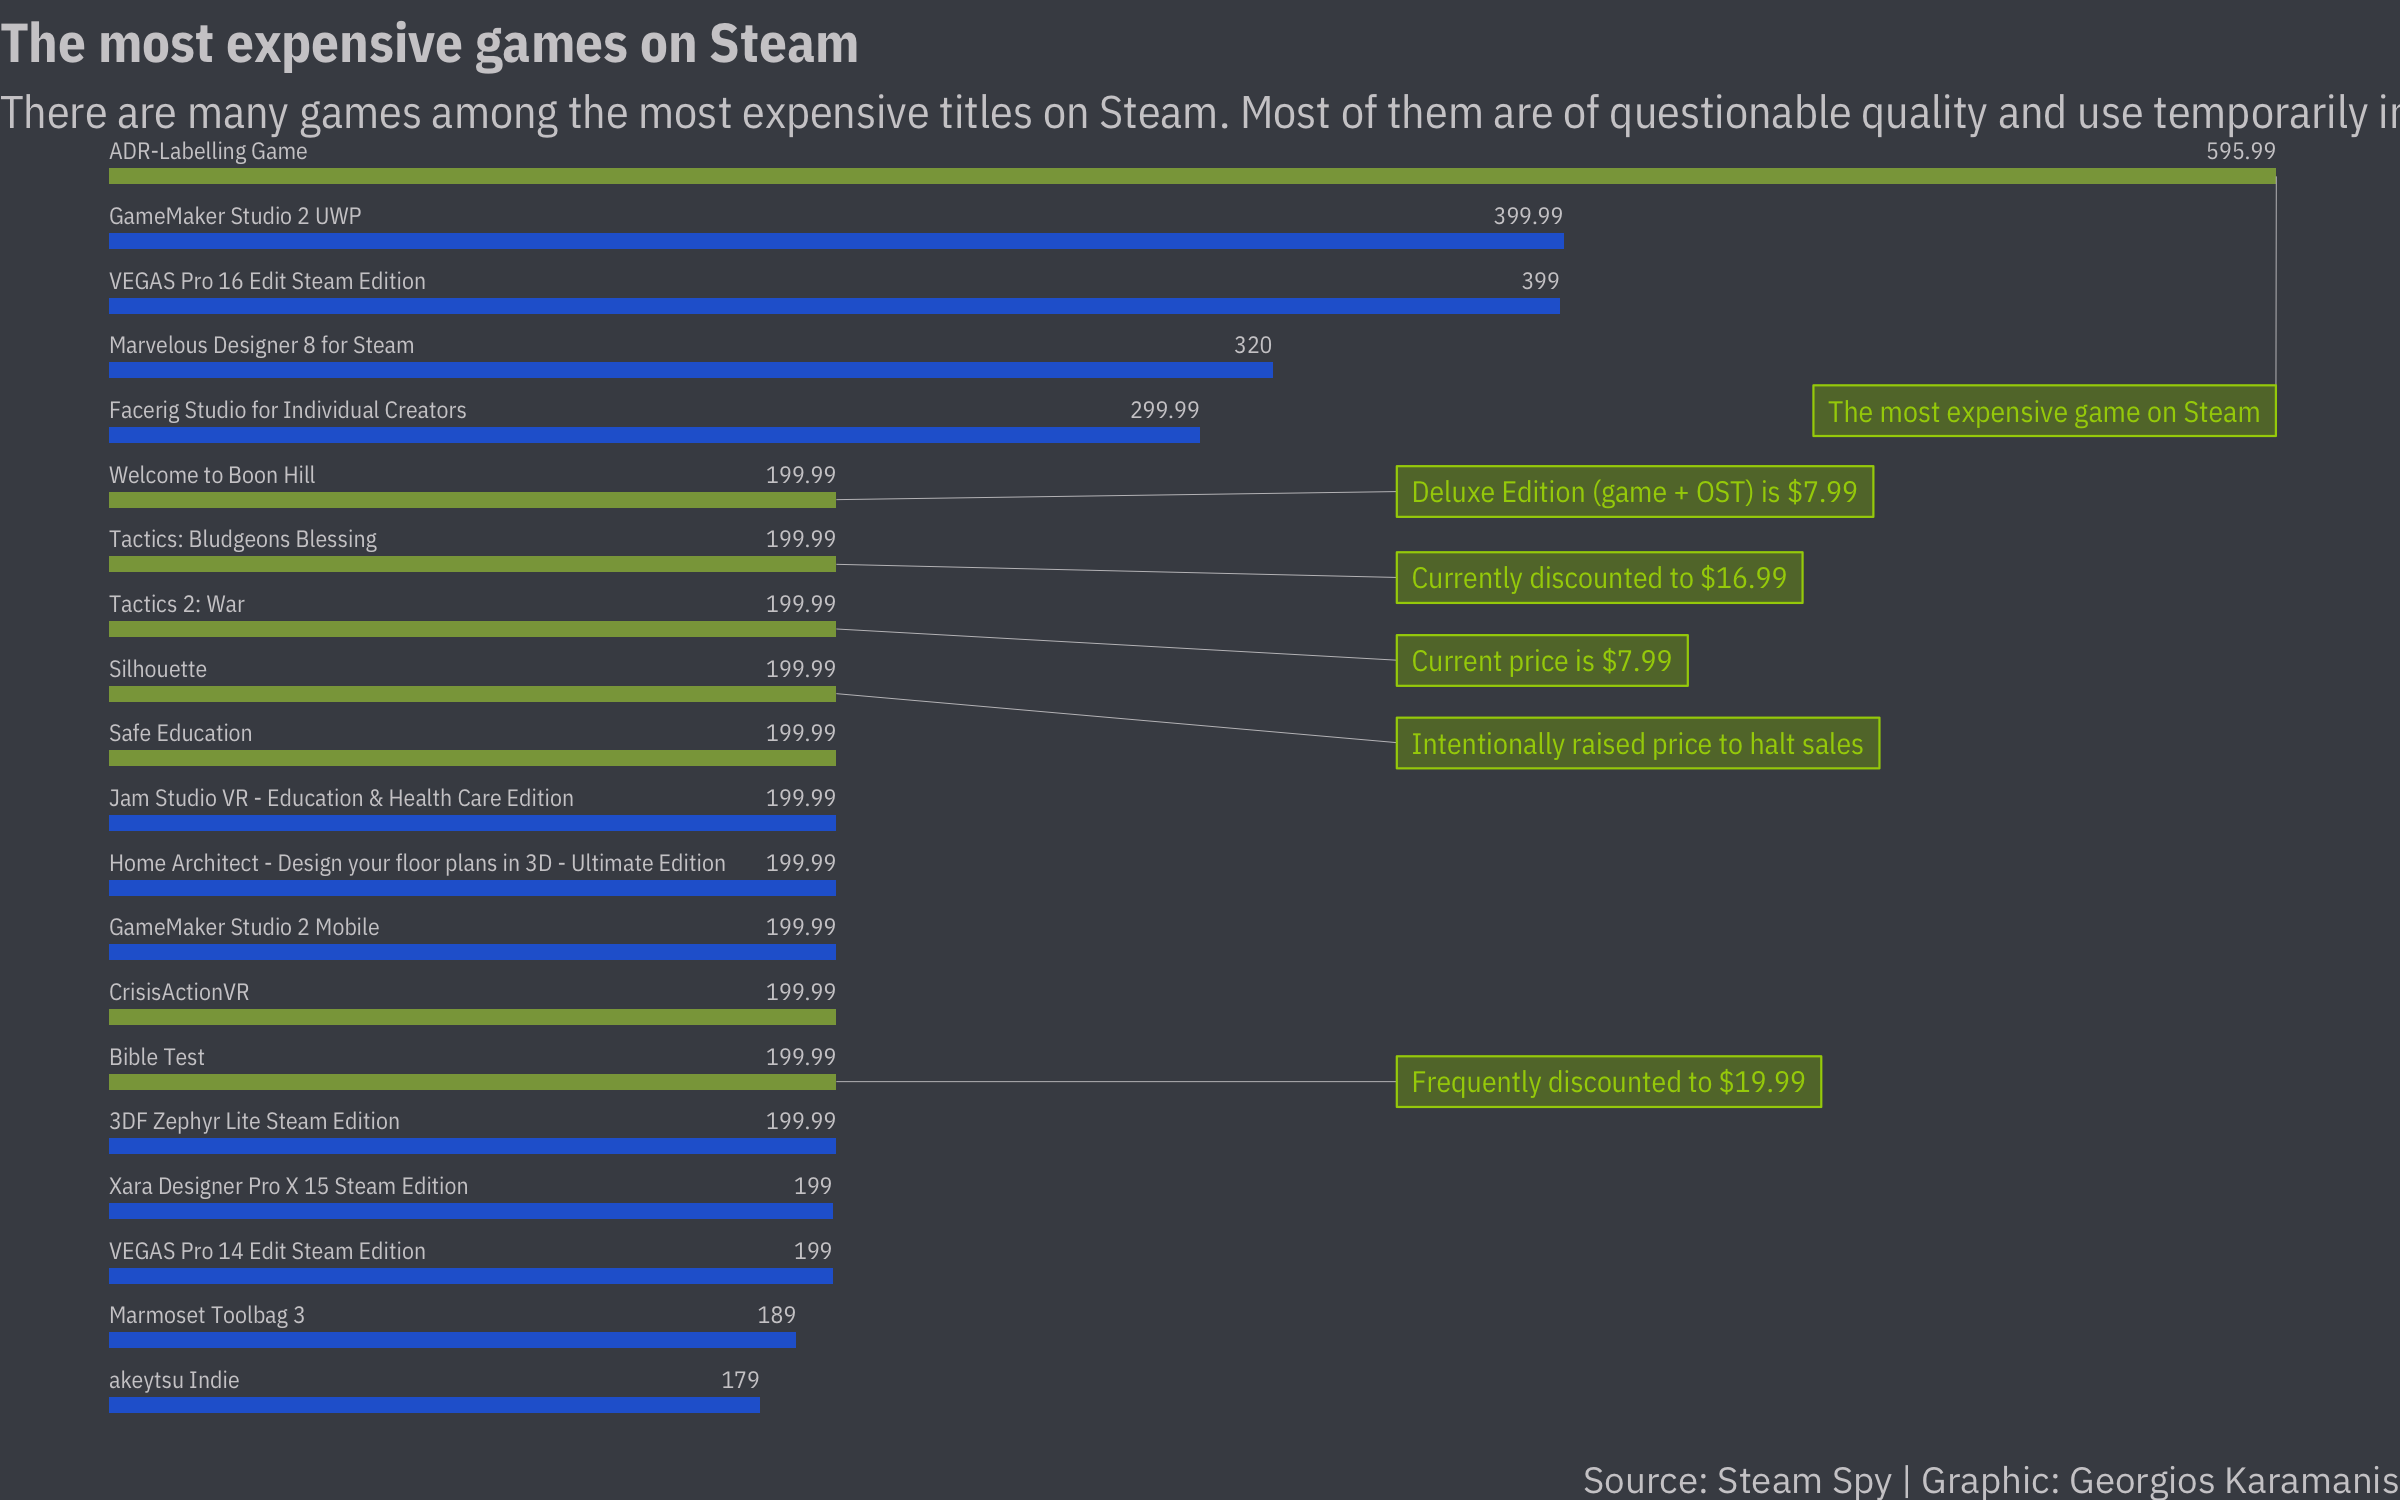 The most expensive games on Steam
There are many games among the most expensive titles on Steam. Most of them are of questionable quality and use temporarily
ADR-Labelling Game 595.99
GameMaker Studio 2 UWP 399.99
VEGAS Pro 16 Edit Steam Edition 399
Marvelous Designer 8 for Steam 320
Facerig Studio for Individual Creators 299.99
The most expensive game on Steam
Welcome to Boon Hill 199.99
Deluxe Edition (game + OST) is $7.99
Tactics: Bludgeons Blessing 199.99
Currently discounted to $16.99
Tactics 2: War 199.99
Current price is $7.99
Silhouette 199.99
Intentionally raised price to halt sales
Safe Education 199.99
Jam Studio VR - Education & Health Care Edition 199.99
Home Architect - Design your floor plans in 3D - Ultimate Edition 199.99
GameMaker Studio 2 Mobile 199.99
CrisisActionVR 199.99
Bible Test 199.99
Frequently discounted to $19.99
3DF Zephyr Lite Steam Edition 199.99
Xara Designer Pro X 15 Steam Edition 199
VEGAS Pro 14 Edit Steam Edition 199
Marmoset Toolbag 3 189
akeytsu Indie 179
Source: Steam Spy | Graphic: Georgios Karamanis